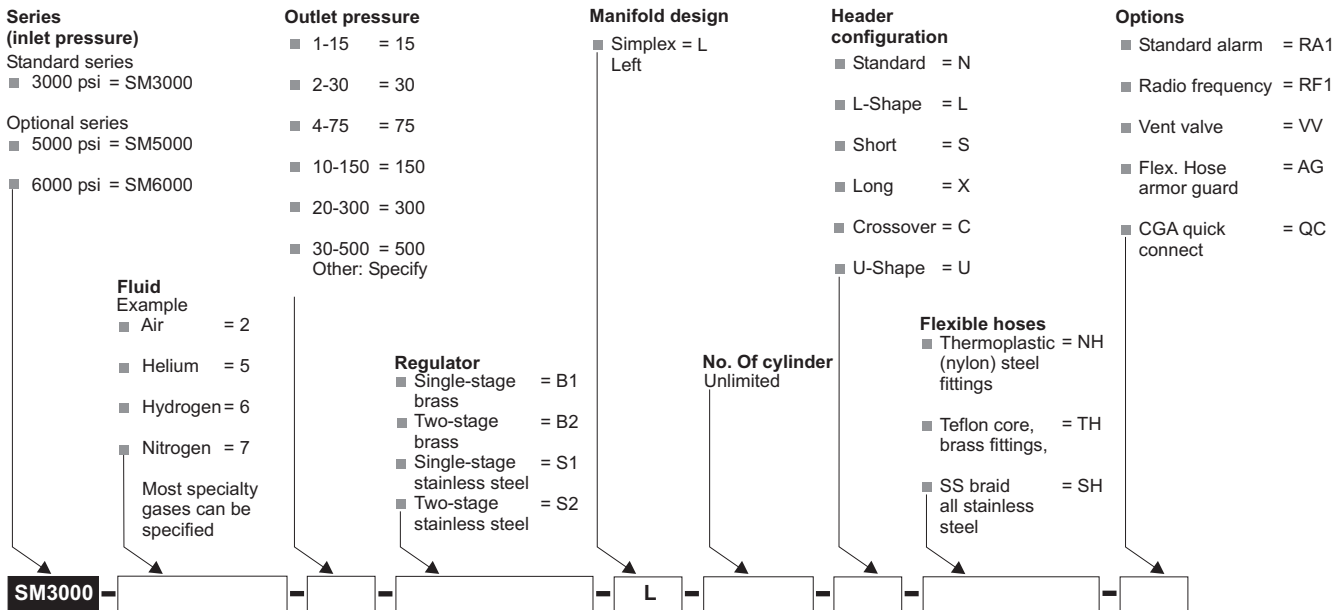 Series
(inlet pressure)
Standard series
3000 psi = SM3000
Optional series
5000 psi = SM5000
6000 psi = SM6000
Fluid
Example
Air = 2
Helium = 5
Hydrogen = 6
Nitrogen = 7
Most specialty
gases can be
specified
Outlet pressure
1-15 = 15
2-30 = 30
4-75 = 75
10-150 = 150
20-300 = 300
30-500 = 500
Other: Specify
Regulator
Single-stage = B1
brass
Two-stage = B2
brass
Single-stage = S1
stainless steel
Two-stage = S2
stainless steel
Manifold design
Simplex = L
Left
No. Of cylinder
Unlimited
Header
configuration
Standard = N
L-Shape = L
Short = S
Long = X
Crossover = C
U-Shape = U
Flexible hoses
Thermoplastic = NH
(nylon) steel
fittings
Teflon core, = TH
brass fittings,
SS braid = SH
all stainless
steel
Options
Standard alarm = RA1
Radio frequency = RF1
Vent valve = VV
Flex. Hose = AG
armor guard
CGA quick = QC
connect
SM3000 - - - - L - - - -